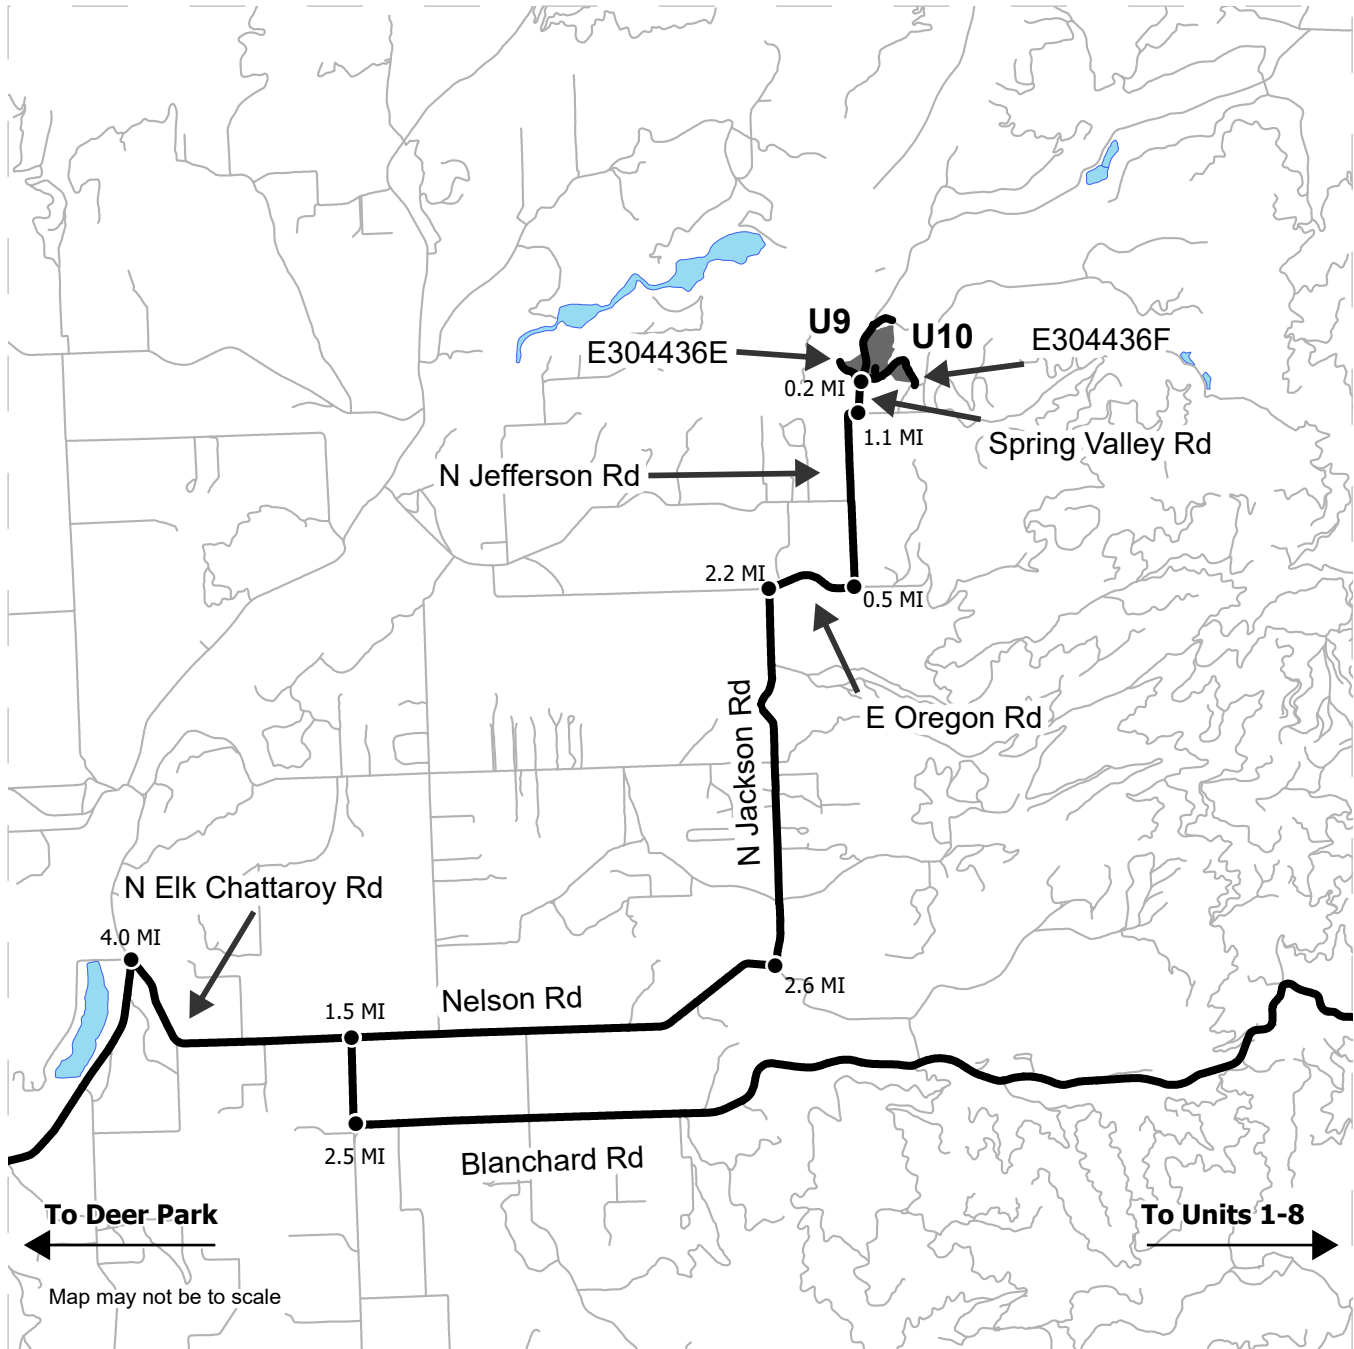 U9
U10
E304436E
E304436F
0.2 MI
1.1 MI
Spring Valley Rd
N Jefferson Rd
2.2 MI
0.5 MI
E Oregon Rd
N Jackson Rd
N Elk Chattaroy Rd
4.0 MI
2.6 MI
Nelson Rd
1.5 MI
2.5 MI
Blanchard Rd
To Deer Park
To Units 1-8
Map may not be to scale